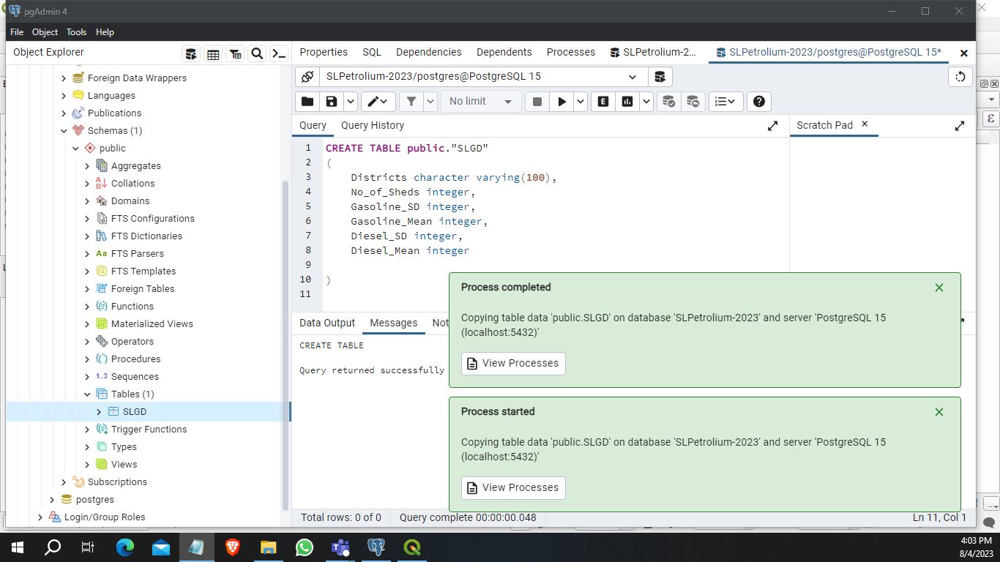 pgAdmin 4
File Object Tools Help
Object Explorer
Properties SQL Dependencies Dependents Processes SLPetrolium-2... SLPetrolium-2023/postgres@PostgreSQL 15*
Foreign Data Wrappers
Languages
Publications
Schemas (1)
public
Aggregates
Collations
Domains
FTS Configurations
FTS Dictionaries
Aa FTS Parsers
FTS Templates
Foreign Tables
Functions
Materialized Views
Operators
Procedures
1..3 Sequences
Tables (1)
SLGD
Trigger Functions
Types
Views
Subscriptions
postgres
Login/Group Roles
SLPetrolium-2023/postgres@PostgreSQL 15
No limit
E
Query Query History
Scratch Pad
1 CREATE TABLE public."SLGD"
2 (
3 Districts character varying(100),
4 No_of_Sheds integer,
5 Gasoline_SD integer,
6 Gasoline_Mean integer,
7 Diesel_SD integer,
8 Diesel_Mean integer
9
10 )
11
Data Output Messages Not
CREATE TABLE
Query returned successfully
Process completed
Copying table data 'public.SLGD' on database 'SLPetrolium-2023' and server 'PostgreSQL 15
(localhost:5432)'
View Processes
Process started
Copying table data 'public.SLGD' on database 'SLPetrolium-2023' and server 'PostgreSQL 15
(localhost:5432)'
View Processes
Total rows: 0 of 0 Query complete 00:00:00.048 Ln 11, Col 1
4:03 PM
8/4/2023